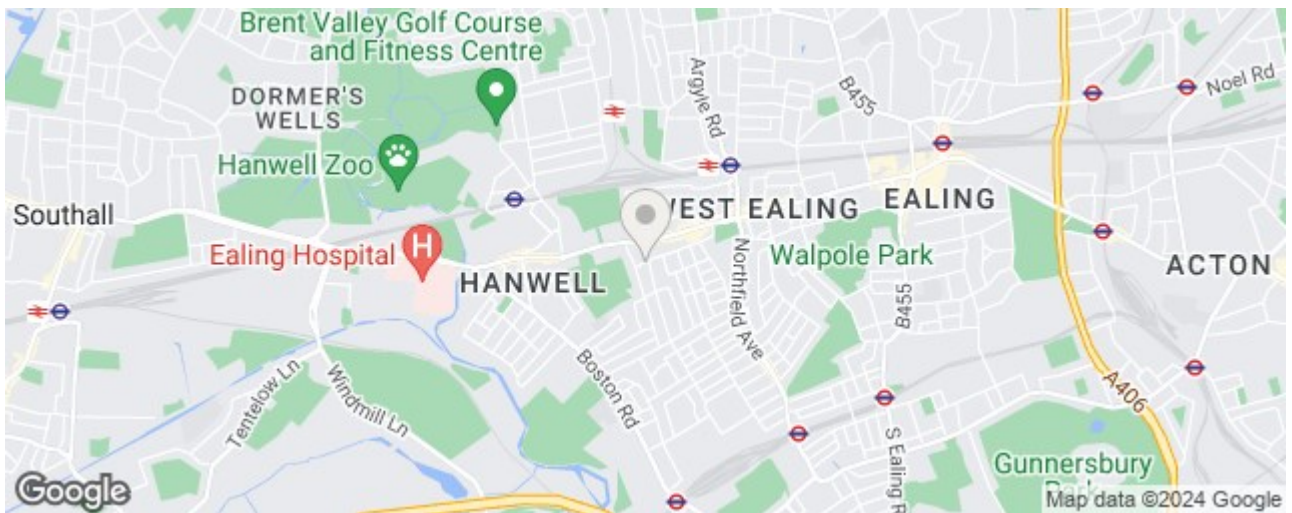 Brent Valley Golf Course
and Fitness Centre
Argyle Rd
B455
Noel Rd
DORMER'S
WELLS
Hanwell Zoo
Southall
WEST EALING
EALING
Ealing Hospital
H
HANWELL
Northfield Ave
Walpole Park
ACTON
B455
Boston Rd
Tentelow Ln
Windmill Ln
A406
S Ealing R
Gunnersbury
Park
Google
Map data ©2024 Google